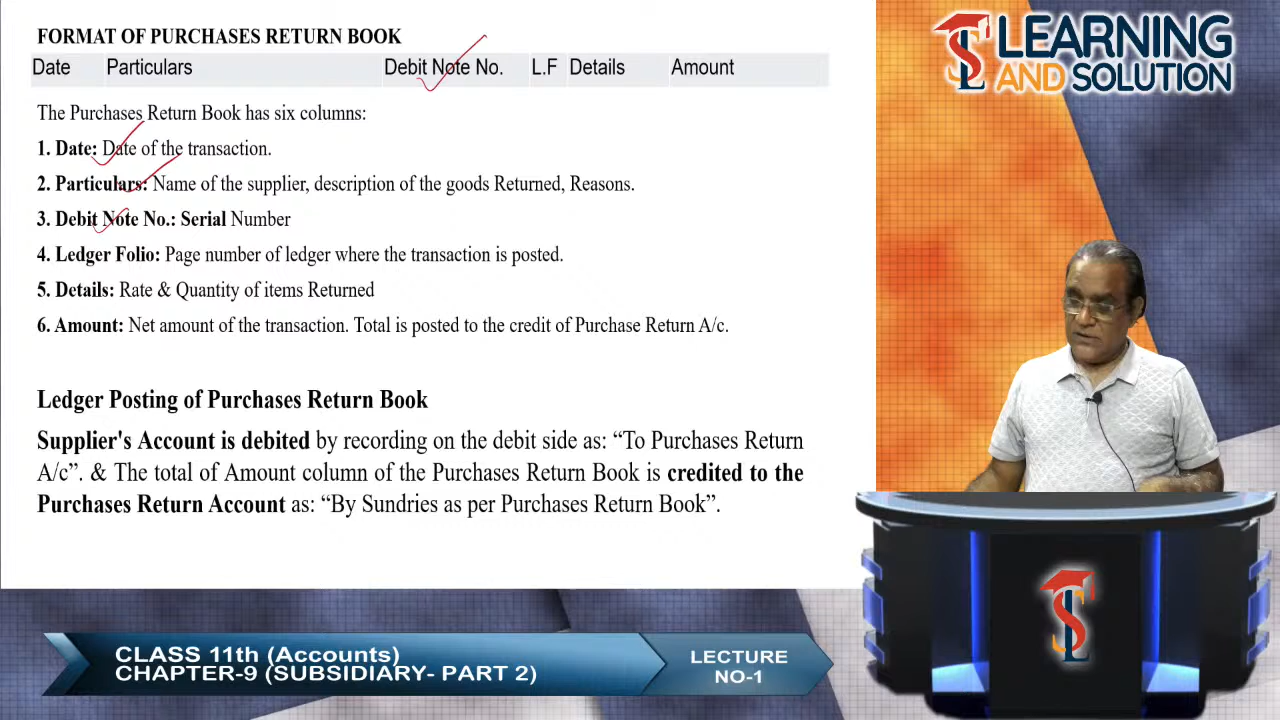 FORMAT OF PURCHASES RETURN BOOK
Date Particulars Debit Note No. L.F Details Amount
The Purchases Return Book has six columns:
1. Date: Date of the transaction.
2. Particulars: Name of the supplier, description of the goods Returned, Reasons.
3. Debit Note No.: Serial Number
4. Ledger Folio: Page number of ledger where the transaction is posted.
5. Details: Rate & Quantity of items Returned
6. Amount: Net amount of the transaction. Total is posted to the credit of Purchase Return A/c.
Ledger Posting of Purchases Return Book
Supplier's Account is debited by recording on the debit side as: “To Purchases Return
A/c”. & The total of Amount column of the Purchases Return Book is credited to the
Purchases Return Account as: “By Sundries as per Purchases Return Book”.
SL LEARNING
AND SOLUTION
SL
CLASS 11th (Accounts)
CHAPTER-9 (SUBSIDIARY- PART 2)
LECTURE
NO-1